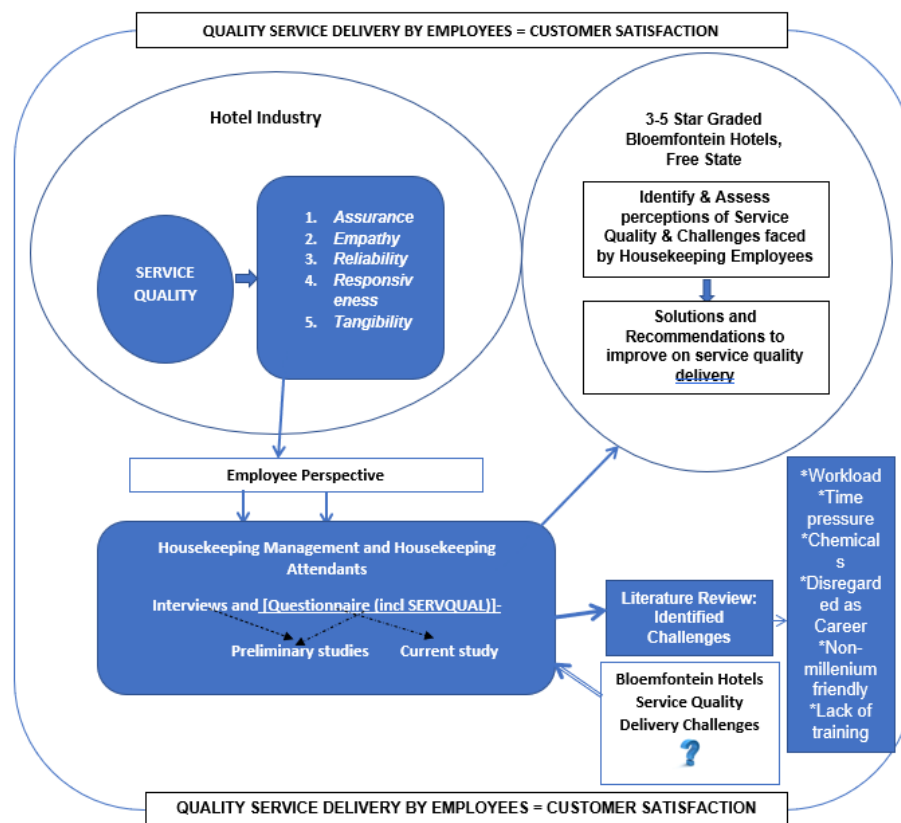 QUALITY SERVICE DELIVERY BY EMPLOYEES = CUSTOMER SATISFACTION
Hotel Industry
SERVICE
QUALITY
1. Assurance
2. Empathy
3. Reliability
4. Responsiv
eness
5. Tangibility
3-5 Star Graded
Bloemfontein Hotels,
Free State
Identify & Assess
perceptions of Service
Quality & Challenges faced
by Housekeeping Employees
Solutions and
Recommendations to
improve on service quality
delivery
Employee Perspective
Housekeeping Management and Housekeeping
Attendants
Interviews and [Questionnaire (incl SERVQUAL)]-
Preliminary studies Current study
Literature Review:
Identified
Challenges
*Workload
*Time
pressure
*Chemical
s
*Disregard
ed as
Career
*Non-
millenium
friendly
*Lack of
training
Bloemfontein Hotels
Service Quality
Delivery Challenges
?
QUALITY SERVICE DELIVERY BY EMPLOYEES = CUSTOMER SATISFACTION